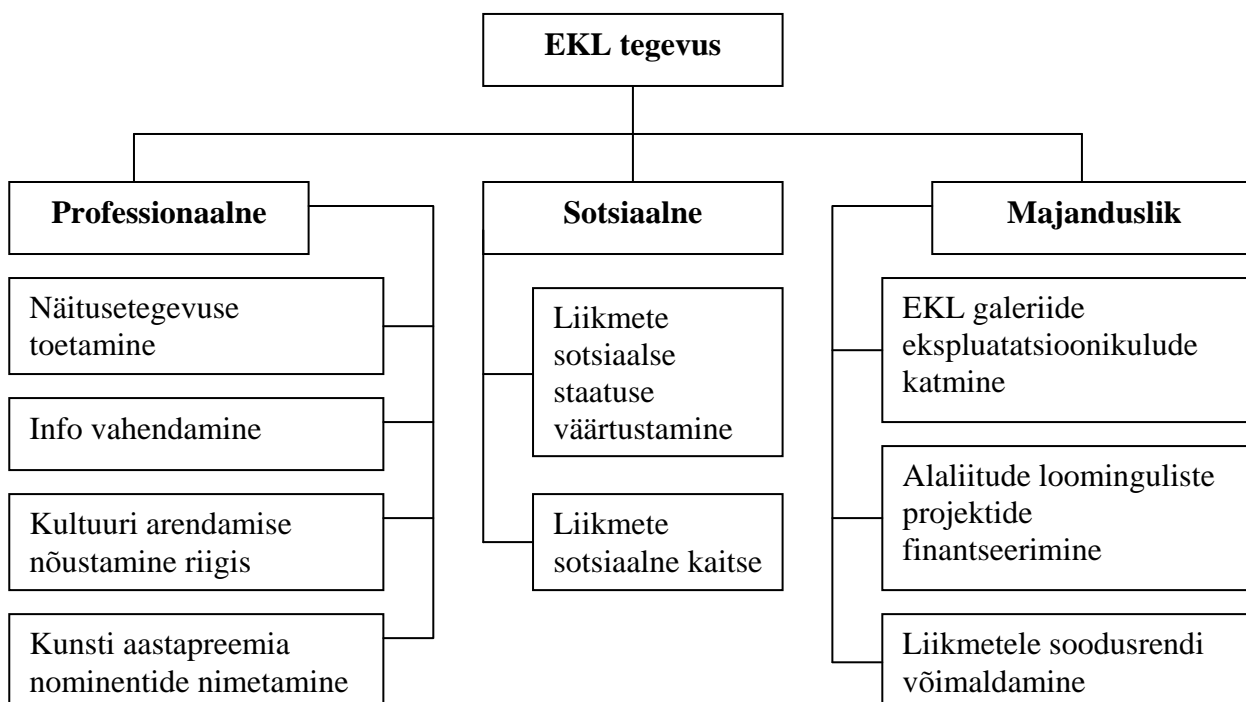 EKL tegevus
Professionaalne
Näitusetegevuse
toetamine
Info vahendamine
Kultuuri arendamise
nõustamine riigis
Kunsti aastapreemia
nominentide nimetamine
Sotsiaalne
Liikmete
sotsiaalse
staatuse
väärtustamine
Liikmete
sotsiaalne kaitse
Majanduslik
EKL galeriide
ekspluatatsioonikulude
katmine
Alaliitude loominguliste
projektide
finantseerimine
Liikmetele soodusrendi
võimaldamine